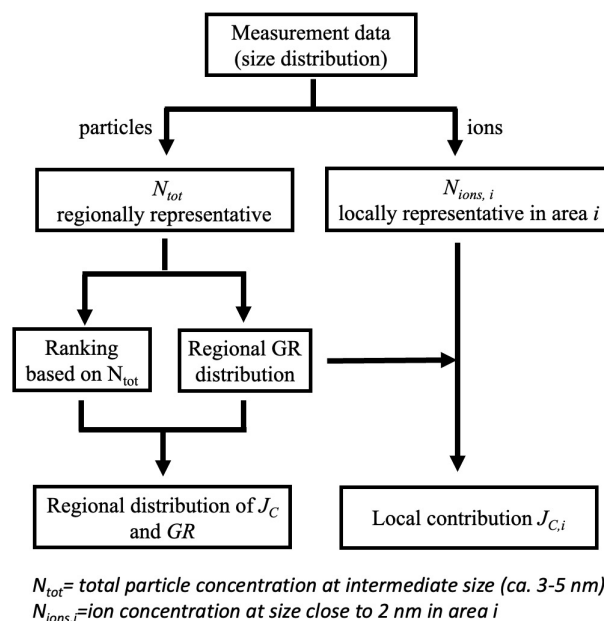 Measurement data
(size distribution)
particles
ions
N_tot
regionally representative
N_ions, i
locally representative in area i
Ranking
based on N_tot
Regional GR
distribution
Regional distribution of J_C
and GR
Local contribution J_C,i
N_tot= total particle concentration at intermediate size (ca. 3-5 nm)
N_ions,i=ion concentration at size close to 2 nm in area i